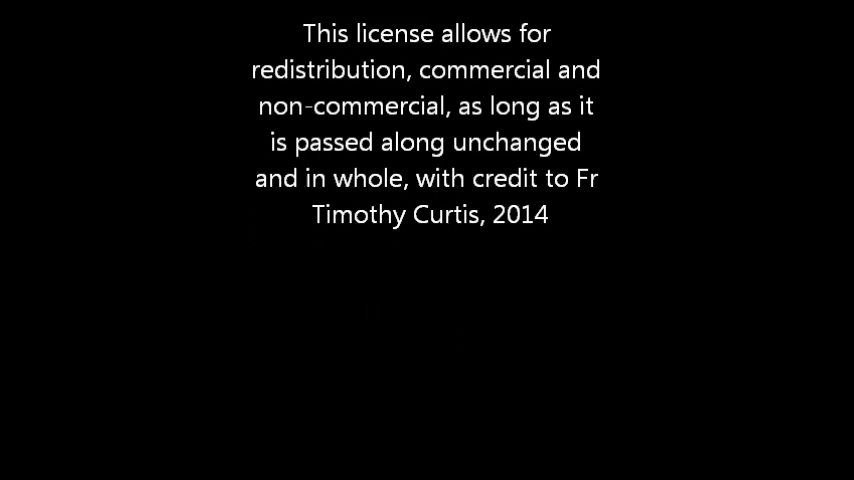 This license allows for
redistribution, commercial and
non-commercial, as long as it
is passed along unchanged
and in whole, with credit to Fr
Timothy Curtis, 2014